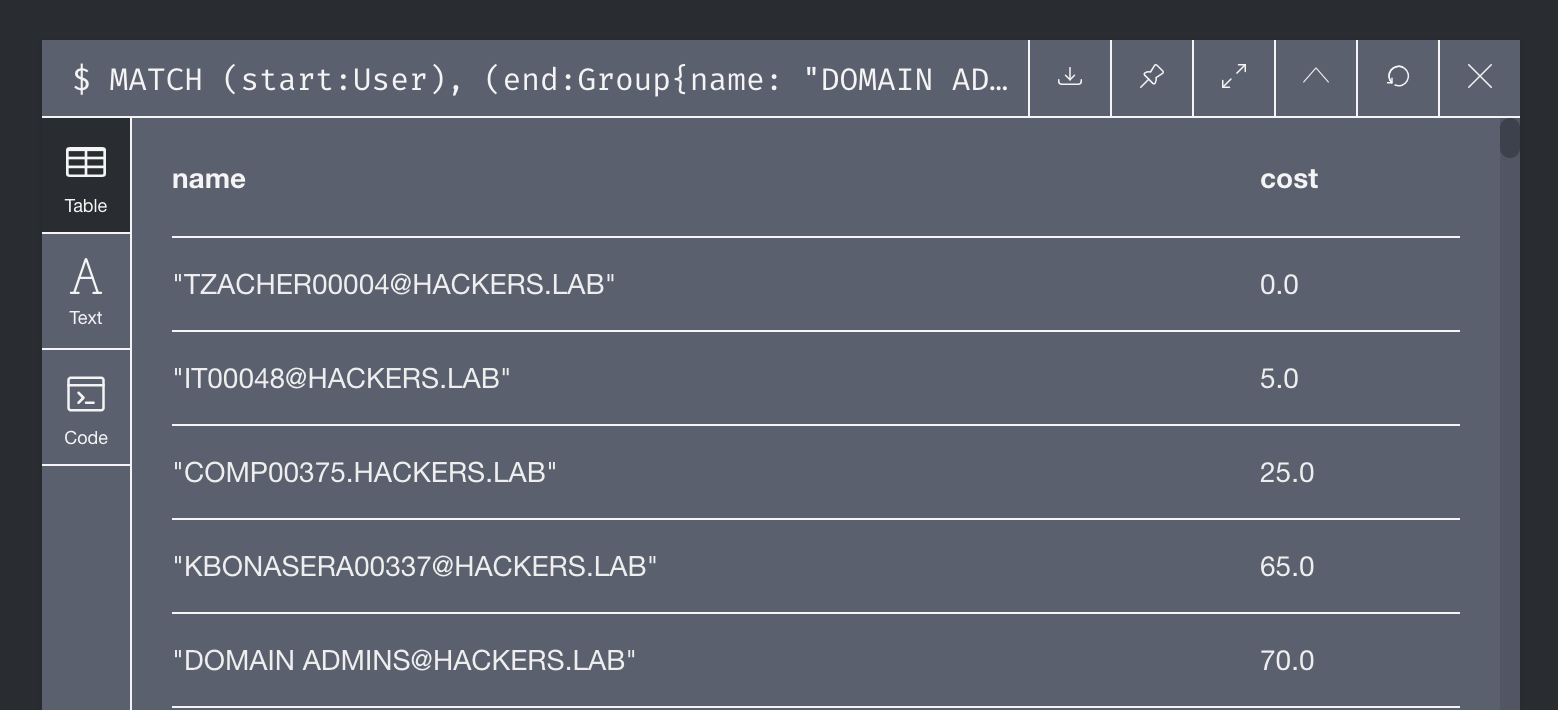 $ MATCH (start:User), (end:Group{name: "DOMAIN AD…
Table
Text
Code
name cost
"TZACHER00004@HACKERS.LAB" 0.0
"IT00048@HACKERS.LAB" 5.0
"COMP00375.HACKERS.LAB" 25.0
"KBONASERA00337@HACKERS.LAB" 65.0
"DOMAIN ADMINS@HACKERS.LAB" 70.0